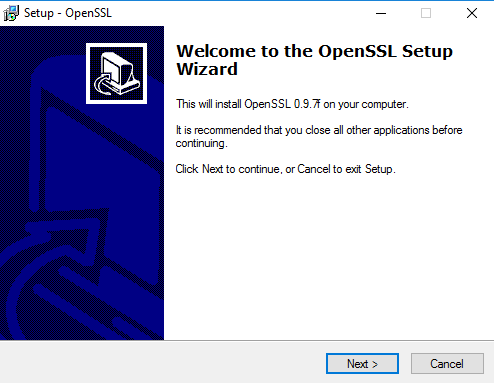 Setup - OpenSSL
Welcome to the OpenSSL Setup
Wizard
This will install OpenSSL 0.9.7f on your computer.
It is recommended that you close all other applications before
continuing.
Click Next to continue, or Cancel to exit Setup.
Next >
Cancel